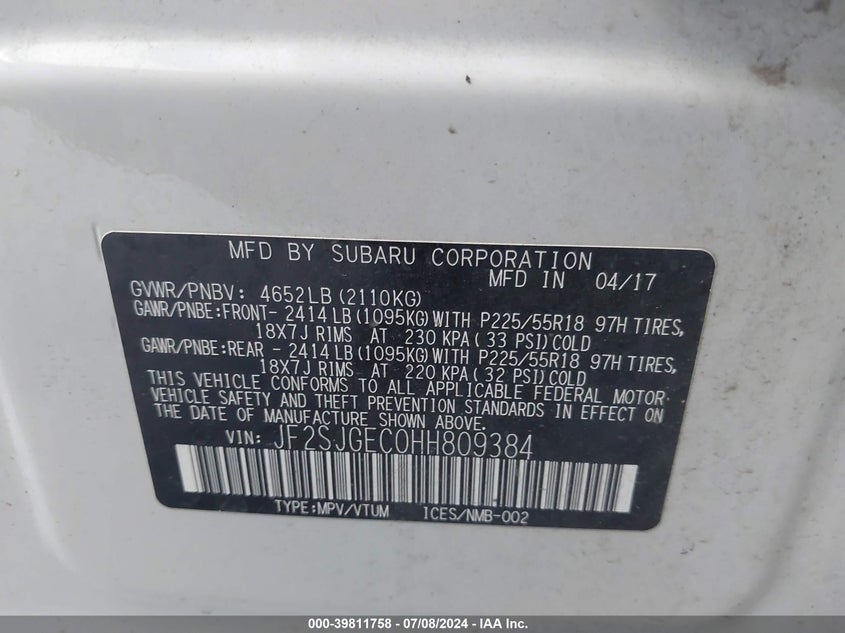 MFD BY SUBARU CORPORATION
MFD IN 04/17
GVWR/PNBV: 4652LB (2110KG)
GAWR/PNBE:FRONT- 2414LB (1095KG) WITH P225/55R18 97H TIRES,
18X7J RIMS AT 230 KPA ( 33 PSI) COLD
GAWR/PNBE:REAR - 2414LB (1095KG) WITH P225/55R18 97H TIRES,
18X7J RIMS AT 220 KPA ( 32 PSI) COLD
THIS VEHICLE CONFORMS TO ALL APPLICABLE FEDERAL MOTOR
VEHICLE SAFETY AND THEFT PREVENTION STANDARDS IN EFFECT ON
THE DATE OF MANUFACTURE SHOWN ABOVE.
VIN: JF2SJGEC0HH809384
TYPE:MPV/VTUM ICES/NMB-002
000-39811758 - 07/08/2024 - IAA Inc.